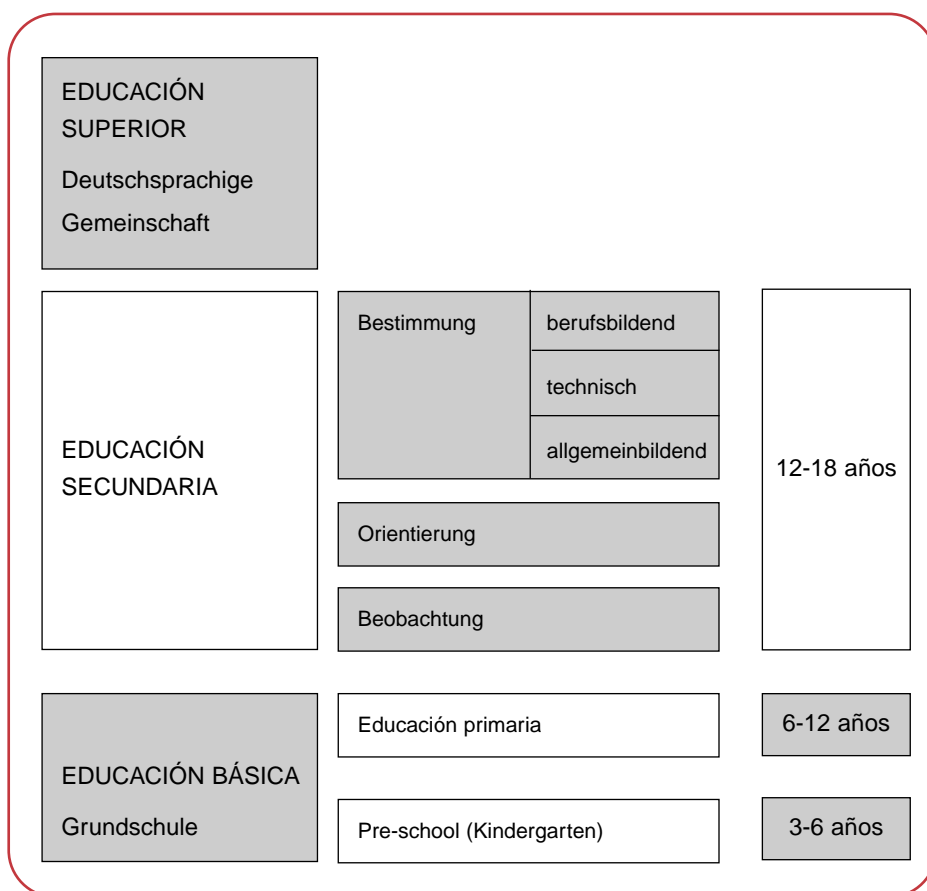 EDUCACIÓN
SUPERIOR
Deutschsprachige
Gemeinschaft
EDUCACIÓN
SECUNDARIA
Bestimmung
berufsbildend
technisch
allgemeinbildend
Orientierung
Beobachtung
12-18 años
EDUCACIÓN BÁSICA
Grundschule
Educación primaria
6-12 años
Pre-school (Kindergarten)
3-6 años